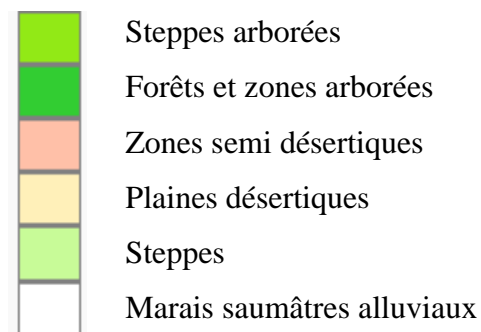 Steppes arborées
Forêts et zones arborées
Zones semi désertiques
Plaines désertiques
Steppes
Marais saumâtres alluviaux